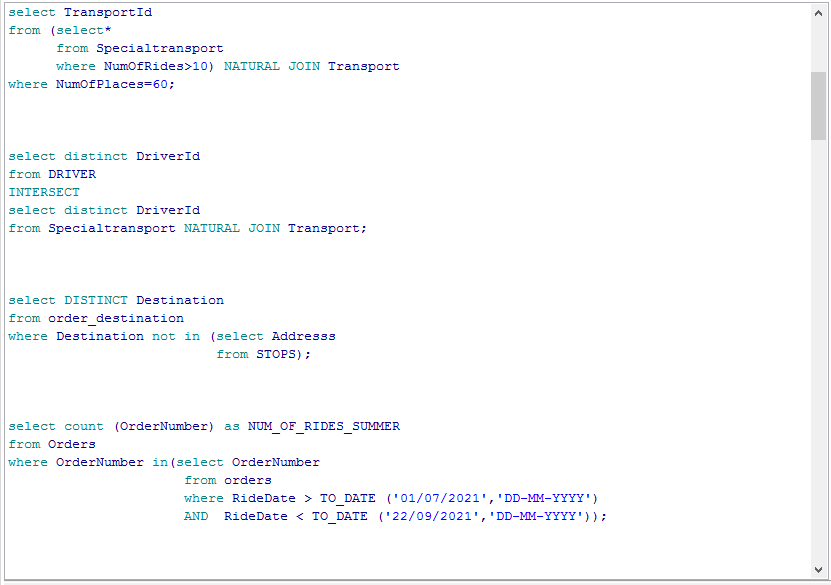 select TransportId
from (select*
      from Specialtransport
      where NumOfRides>10) NATURAL JOIN Transport
where NumOfPlaces=60;
select distinct DriverId
from DRIVER
INTERSECT
select distinct DriverId
from Specialtransport NATURAL JOIN Transport;
select DISTINCT Destination
from order_destination
where Destination not in (select Addresss
                          from STOPS);
select count (OrderNumber) as NUM_OF_RIDES_SUMMER
from Orders
where OrderNumber in(select OrderNumber
                      from orders
                      where RideDate > TO_DATE ('01/07/2021','DD-MM-YYYY')
                      AND  RideDate < TO_DATE ('22/09/2021','DD-MM-YYYY'));